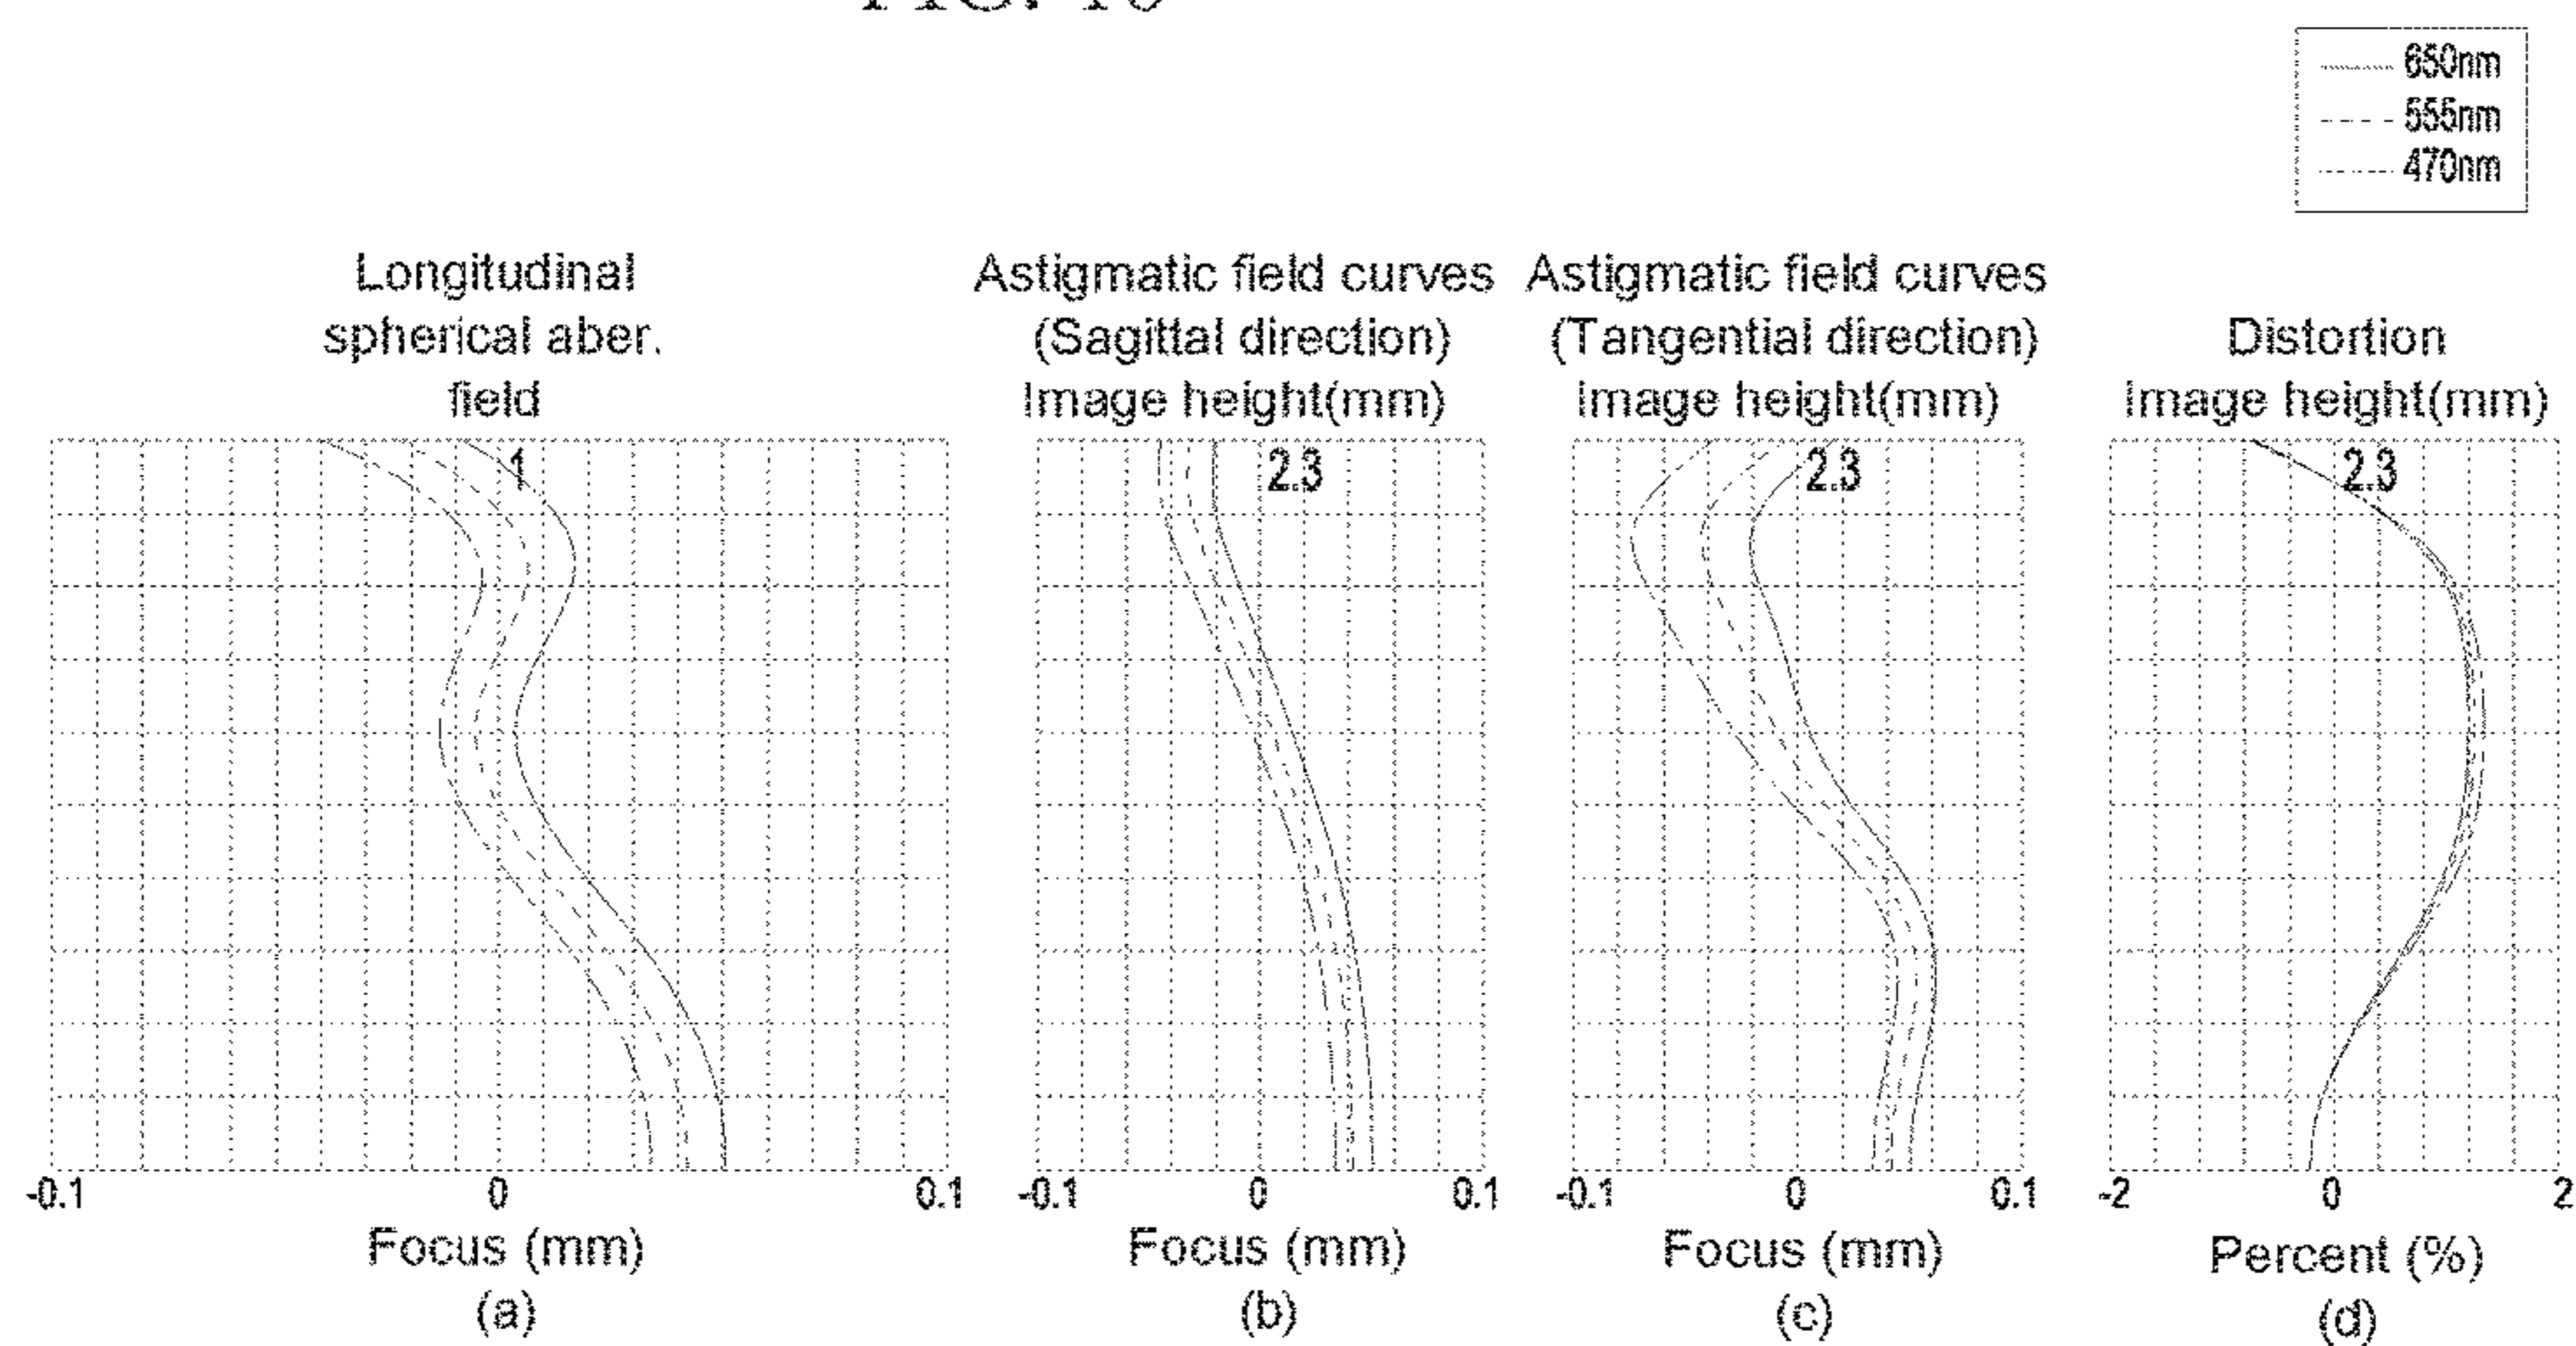 650nm
555nm
470nm
Longitudinal
spherical aber.
field
1
-0.1 0 0.1
Focus (mm)
(a)
Astigmatic field curves
(Sagittal direction)
Image height(mm)
2.3
-0.1 0 0.1
Focus (mm)
(b)
Astigmatic field curves
(Tangential direction)
Image height(mm)
2.3
-0.1 0 0.1
Focus (mm)
(c)
Distortion
Image height(mm)
2.3
-2 0 2
Percent (%)
(d)